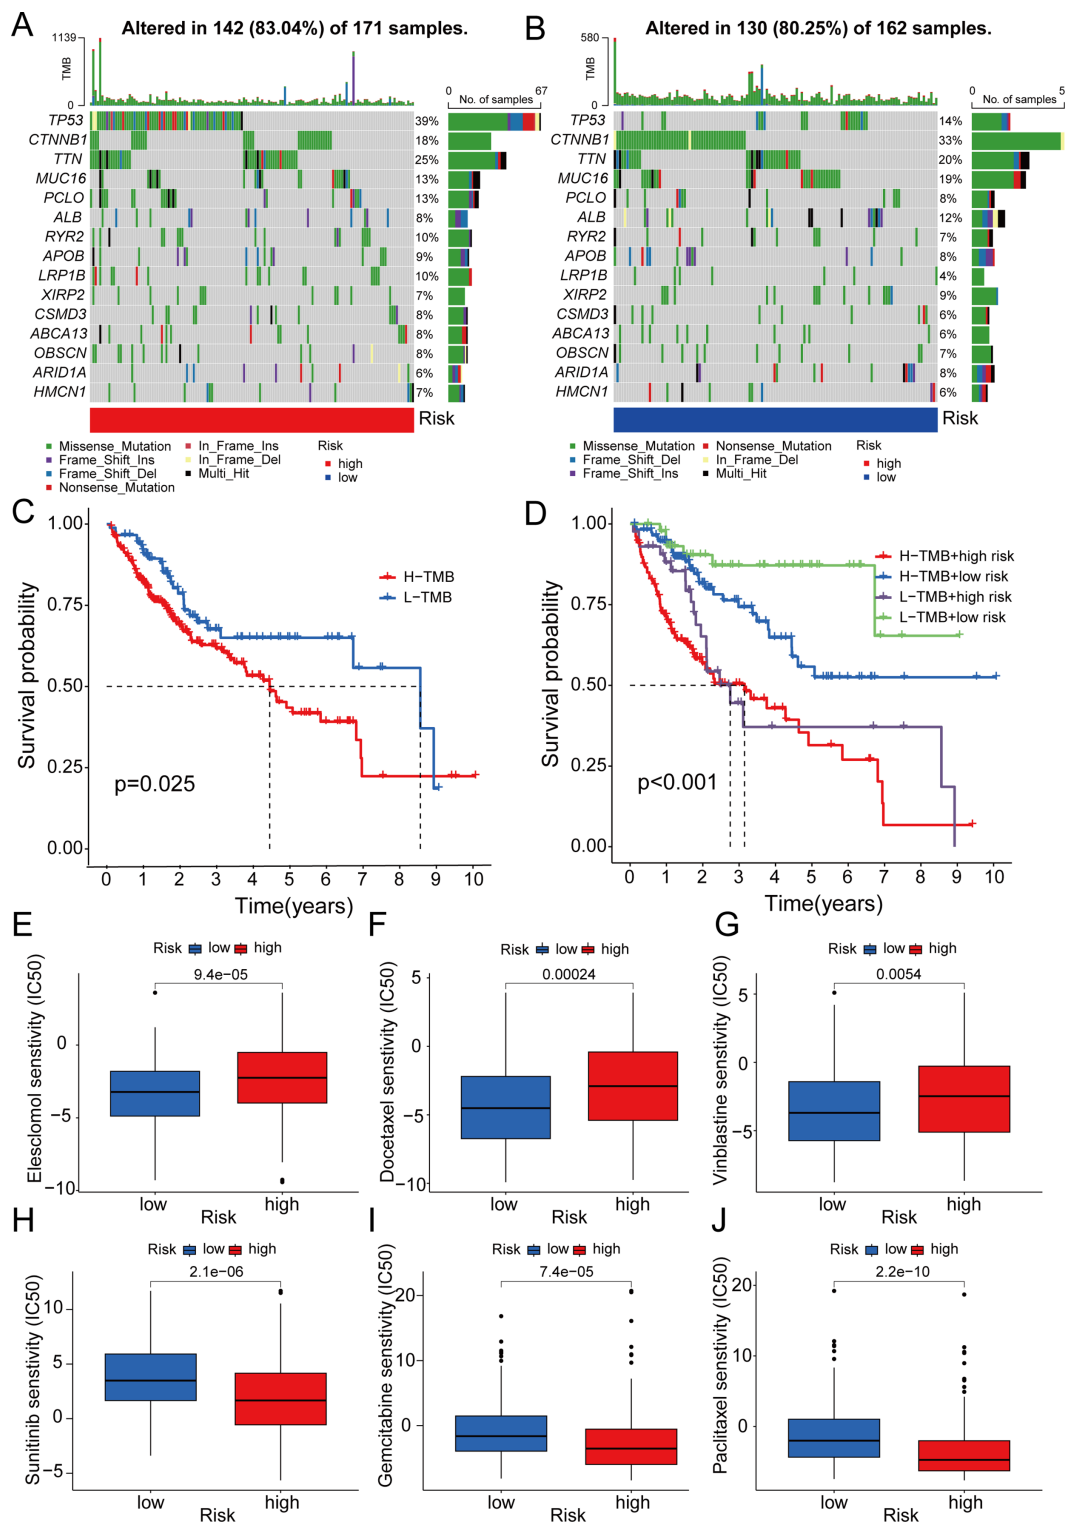 A
Altered in 142 (83.04%) of 171 samples.
1139
TMB
0
0 67
No. of samples
TP53 39%
CTNNB1 18%
TTN 25%
MUC16 13%
PCLO 13%
ALB 8%
RYR2 10%
APOB 9%
LRP1B 10%
XIRP2 7%
CSMD3 8%
ABCA13 8%
OBSCN 8%
ARID1A 6%
HMCN1 7%
Risk
Missense_Mutation In_Frame_Ins Risk
Frame_Shift_Ins In_Frame_Del high
Frame_Shift_Del Multi_Hit low
Nonsense_Mutation
B
Altered in 130 (80.25%) of 162 samples.
580
TMB
0
0 5
No. of samples
TP53 14%
CTNNB1 33%
TTN 20%
MUC16 19%
PCLO 8%
ALB 12%
RYR2 7%
APOB 8%
LRP1B 4%
XIRP2 9%
CSMD3 6%
ABCA13 6%
OBSCN 7%
ARID1A 8%
HMCN1 6%
Risk
Missense_Mutation Nonsense_Mutation Risk
Frame_Shift_Del In_Frame_Del high
Frame_Shift_Ins Multi_Hit low
C
Survival probability
1.00
0.75
0.50
0.25
0.00
H-TMB
L-TMB
p=0.025
0 1 2 3 4 5 6 7 8 9 10
Time(years)
D
Survival probability
1.00
0.75
0.50
0.25
0.00
H-TMB+high risk
H-TMB+low risk
L-TMB+high risk
L-TMB+low risk
p<0.001
0 1 2 3 4 5 6 7 8 9 10
Time(years)
E
Risk low high
9.4e-05
Elesclomol senstivity (IC50)
0
-5
-10
low high
Risk
F
Risk low high
0.00024
Docetaxel senstivity (IC50)
5
0
-5
-10
low high
Risk
G
Risk low high
0.0054
Vinblastine senstivity (IC50)
5
0
-5
low high
Risk
H
Risk low high
2.1e-06
Sunitinib senstivity (IC50)
10
5
0
-5
low high
Risk
I
Risk low high
7.4e-05
Gemcitabine senstivity (IC50)
20
10
0
low high
Risk
J
Risk low high
2.2e-10
Paclitaxel senstivity (IC50)
20
10
0
low high
Risk